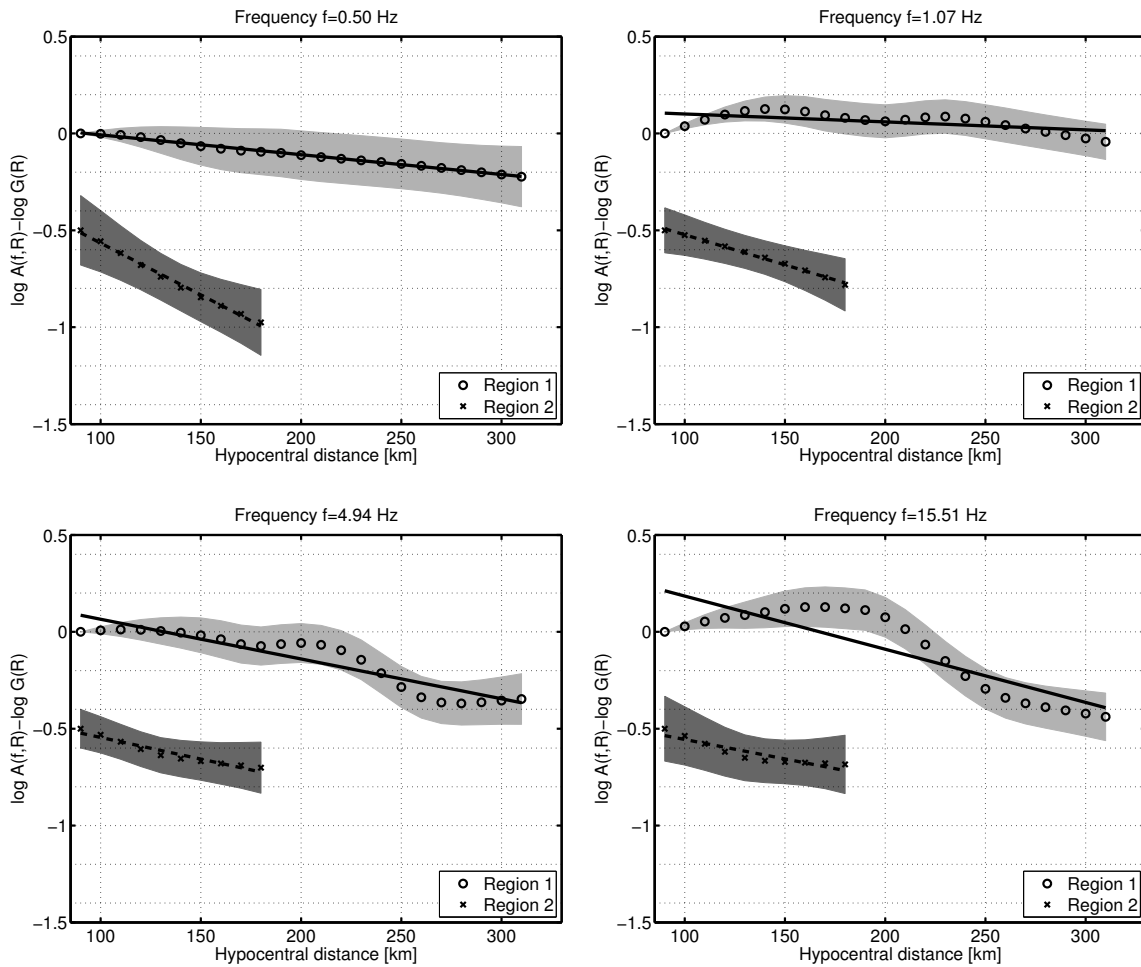 Frequency f=0.50 Hz
0.5
0
−0.5
−1
−1.5
log A(f,R)−log G(R)
100 150 200 250 300
Hypocentral distance [km]
Region 1
Region 2
Frequency f=1.07 Hz
0.5
0
−0.5
−1
−1.5
log A(f,R)−log G(R)
100 150 200 250 300
Hypocentral distance [km]
Region 1
Region 2
Frequency f=4.94 Hz
0.5
0
−0.5
−1
−1.5
log A(f,R)−log G(R)
100 150 200 250 300
Hypocentral distance [km]
Region 1
Region 2
Frequency f=15.51 Hz
0.5
0
−0.5
−1
−1.5
log A(f,R)−log G(R)
100 150 200 250 300
Hypocentral distance [km]
Region 1
Region 2